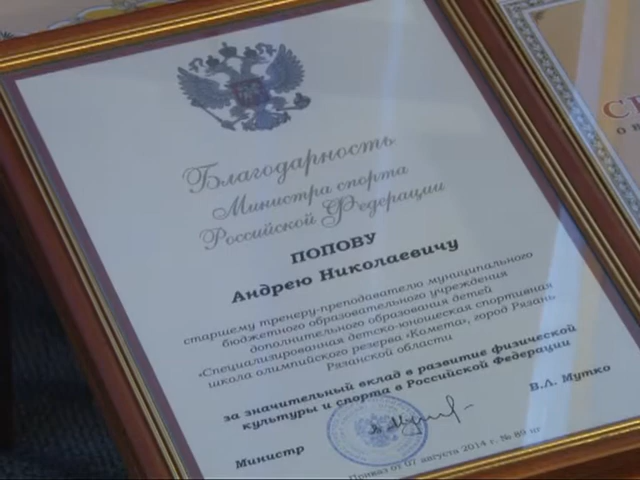 Благодарность
Министра спорта
Российской Федерации
ПОПОВУ
Андрею Николаевичу
старшему тренеру-преподавателю муниципального
бюджетного образовательного учреждения
дополнительного образования детей
«Специализированная детско-юношеская спортивная
школа олимпийского резерва «Комета», город Рязань
Рязанской области
за значительный вклад в развитие физической
культуры и спорта в Российской Федерации
Министр
В.Л. Мутко
Приказ от 07 августа 2014 г. № 89 нг